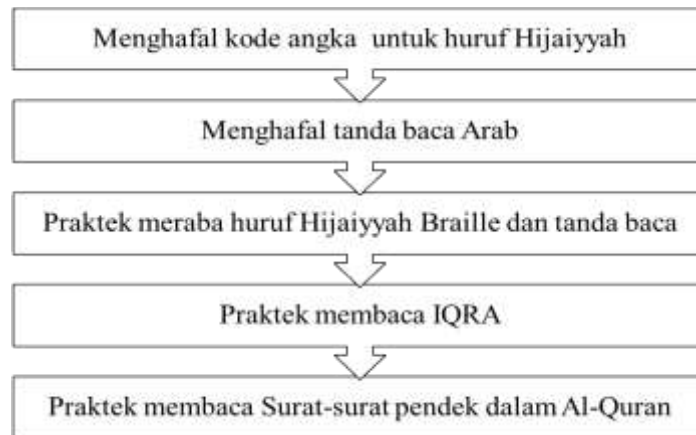 Menghafal kode angka untuk huruf Hijaiyyah
Menghafal tanda baca Arab
Praktek meraba huruf Hijaiyyah Braille dan tanda baca
Praktek membaca IQRA
Praktek membaca Surat-surat pendek dalam Al-Quran